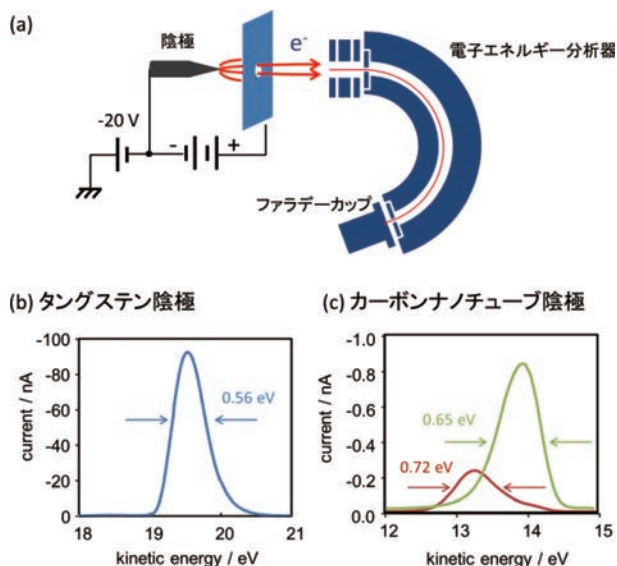 (a)
陰極
e⁻
電子エネルギー分析器
-20 V
-
+
ファラデーカップ
(b) タングステン陰極
(c) カーボンナノチューブ陰極
current / nA
-100
-80
-60
-40
-20
0
0.56 eV
18
19
20
21
kinetic energy / eV
current / nA
-1.0
-0.8
-0.6
-0.4
-0.2
0
0.65 eV
0.72 eV
12
13
14
15
kinetic energy / eV